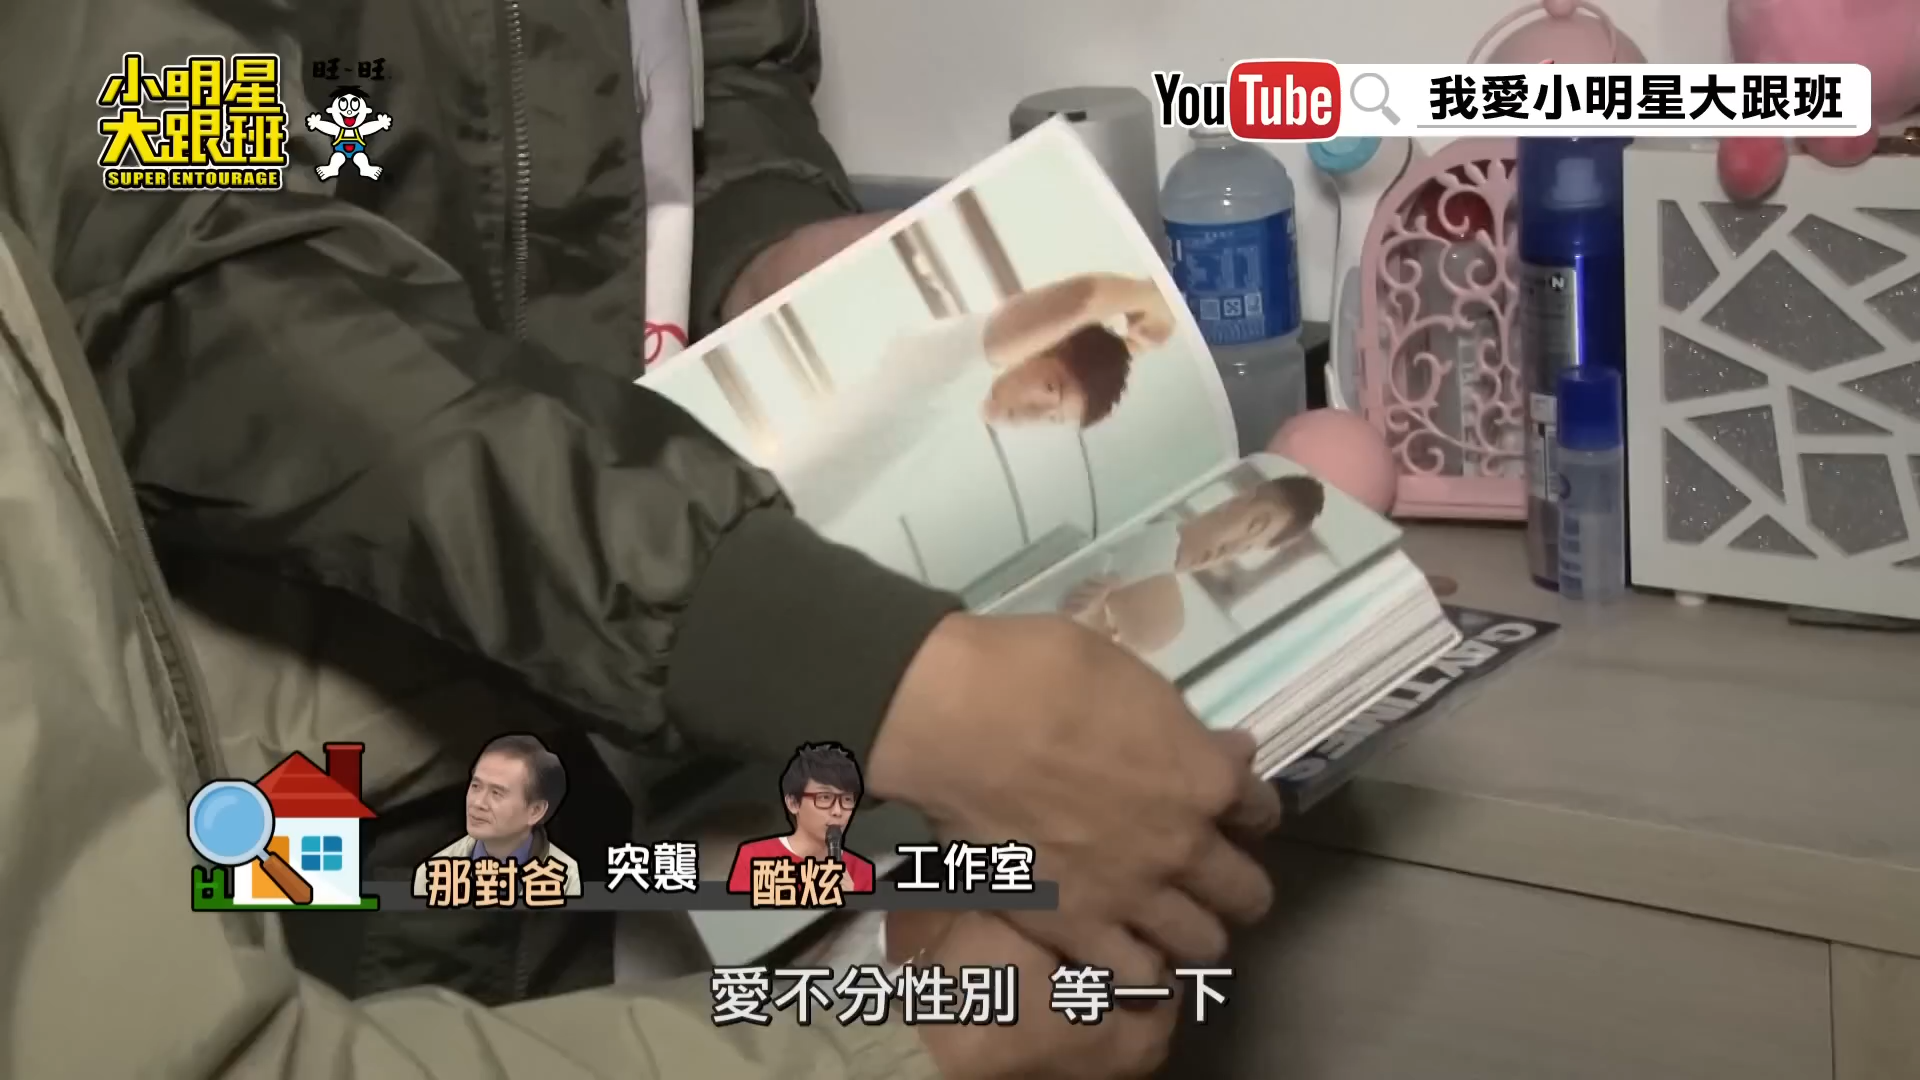 小明星
大跟班
SUPER ENTOURAGE
旺~旺
YouTube 我愛小明星大跟班
N
GAYTIMES
那對爸 突襲 酷炫 工作室
愛不分性別 等一下